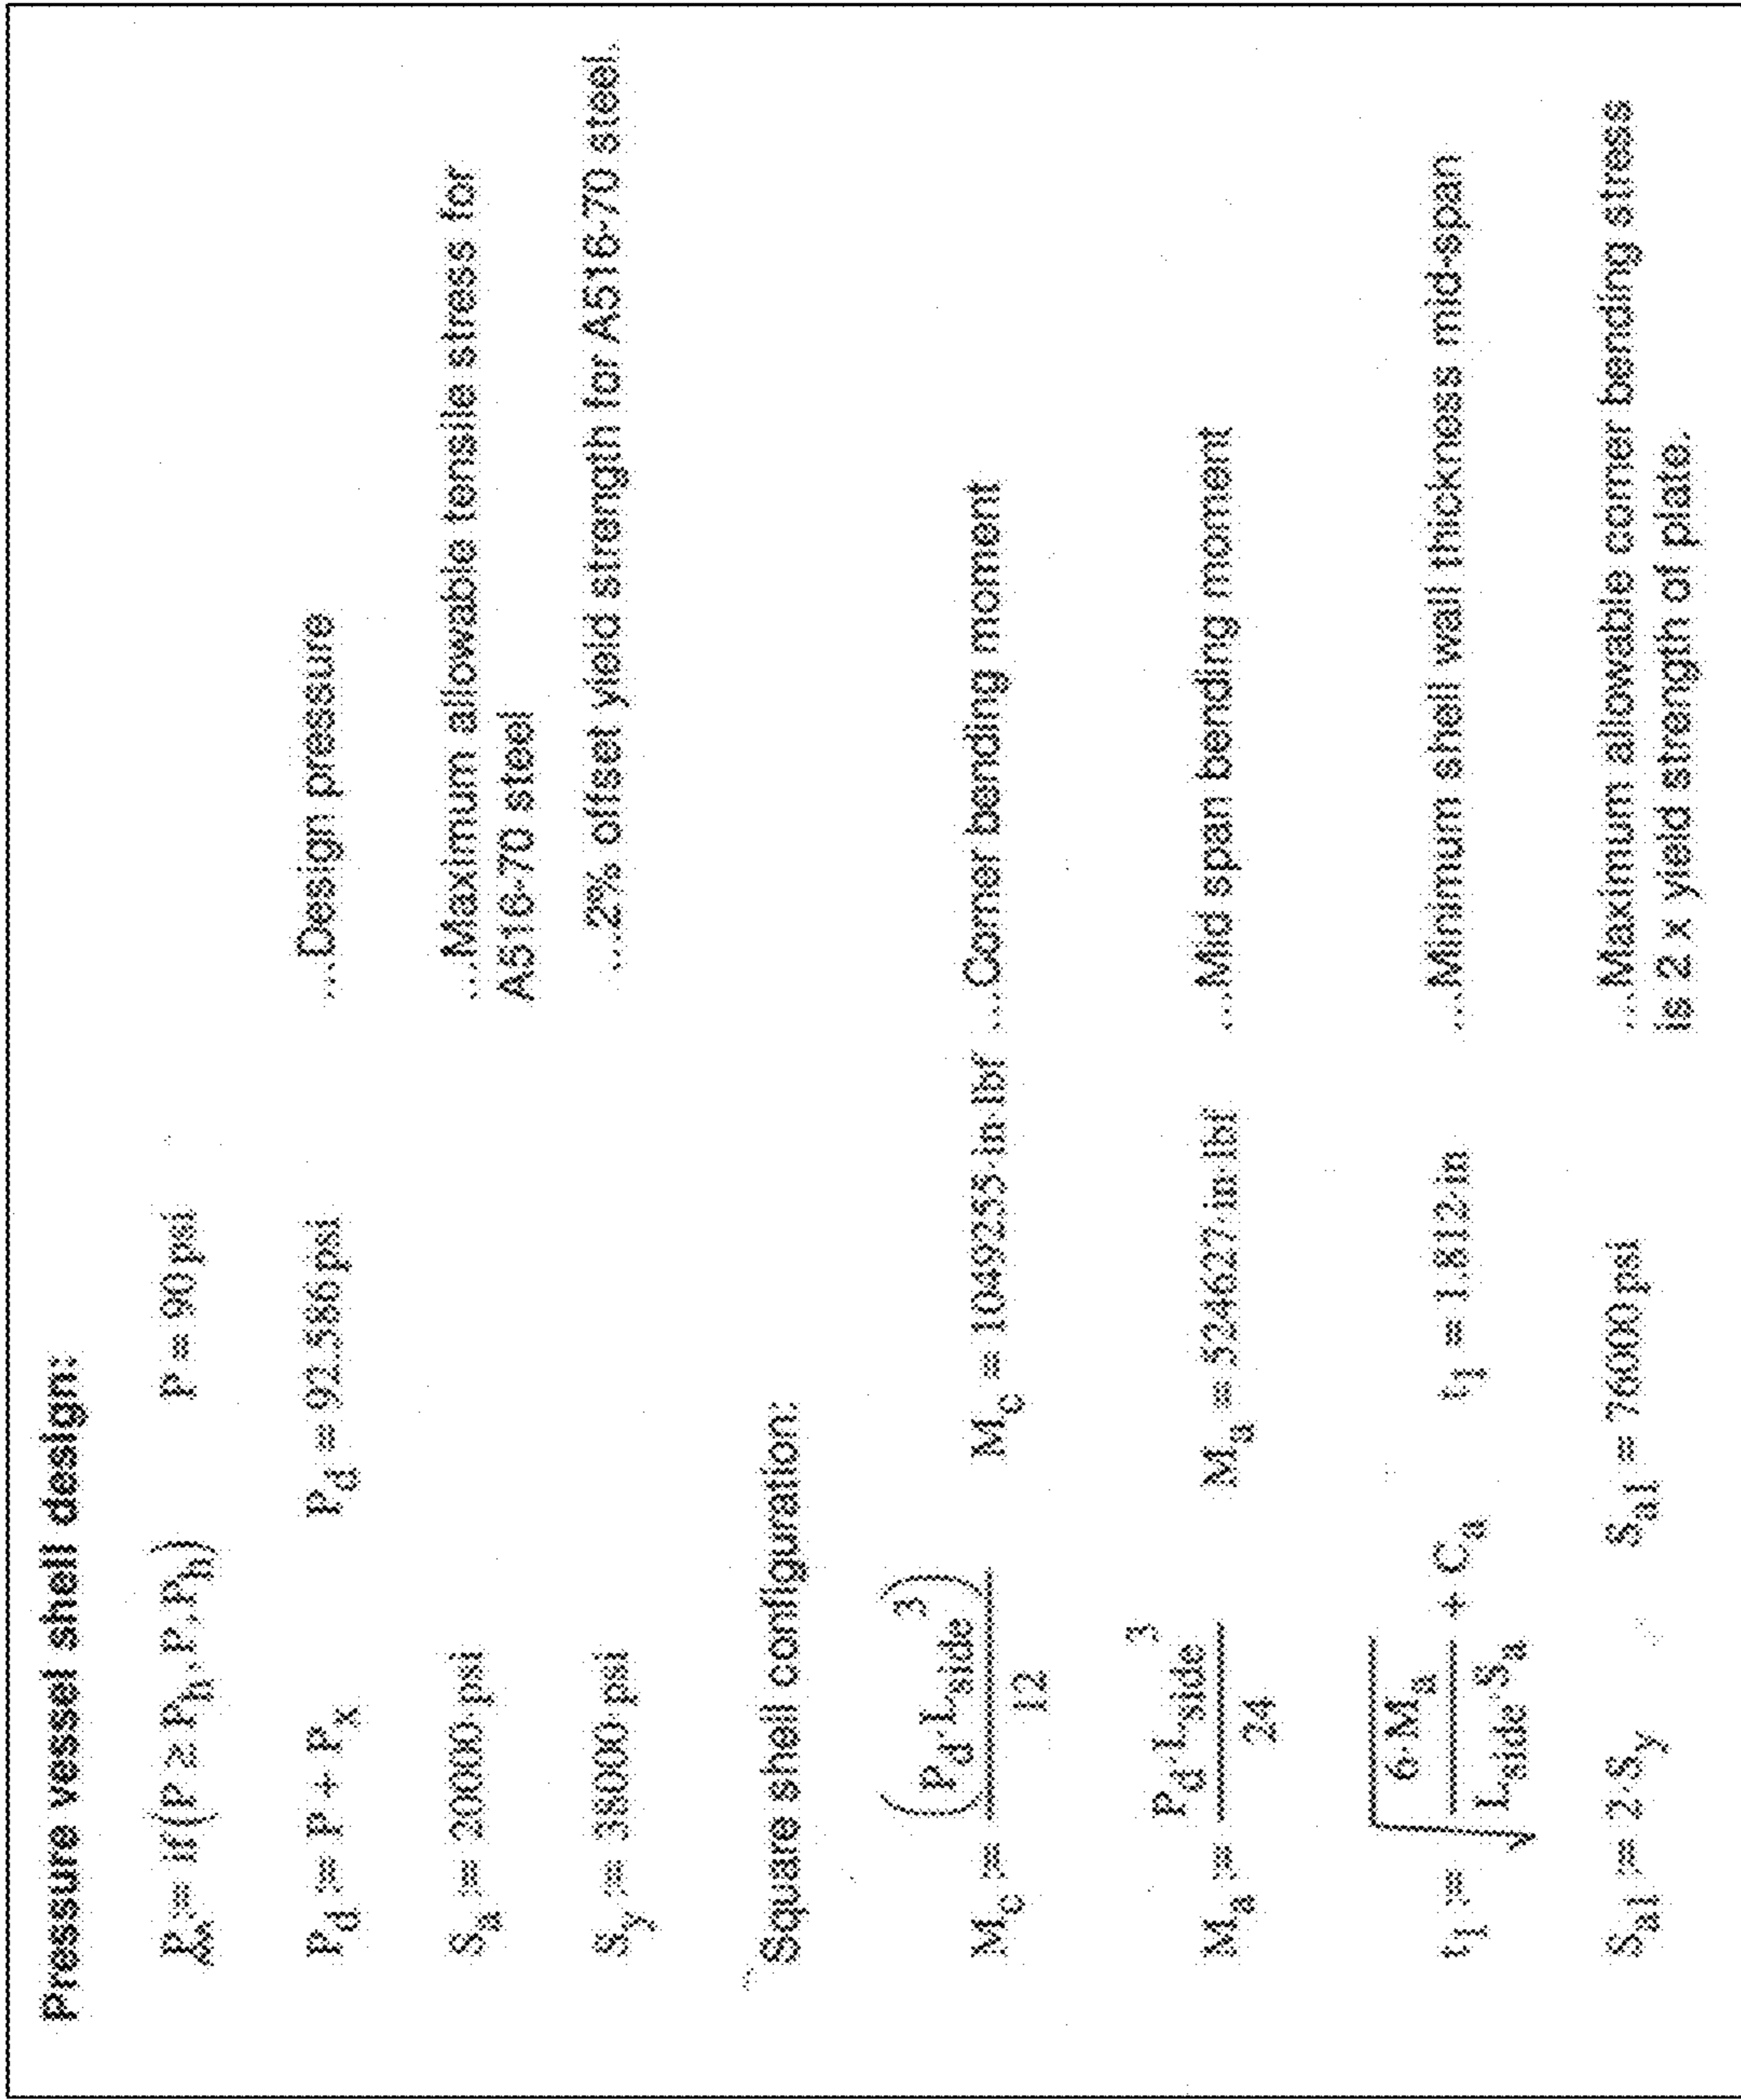 Pressure vessel shell design:
P := if(P ≥ P_h, P, P_h) P = 90 psi
P_d := P + P_x P_d = 92.586 psi ...Design pressure
S_a := 20000 psi ...Maximum allowable tensile stress for
A516-70 steel
S_y := 38000 psi ....2% offset yield strength for A516-70 steel.
Square shell configuration:
M_c := (P_d·L_side^3)/12 M_c = 104925 in·lbf ...Corner bending moment
M_a := P_d·L_side^3/24 M_a = 52462 in·lbf ...Mid span bending moment
t_1 := √(6·M_a/(L_side·S_a)) + C_a t_1 = 1.812 in ...Minimum shell wall thickness mid-span
S_a1 := 2·S_y S_a1 = 76000 psi ...Maximum allowable corner bending stress
is 2 x yield strength of plate.